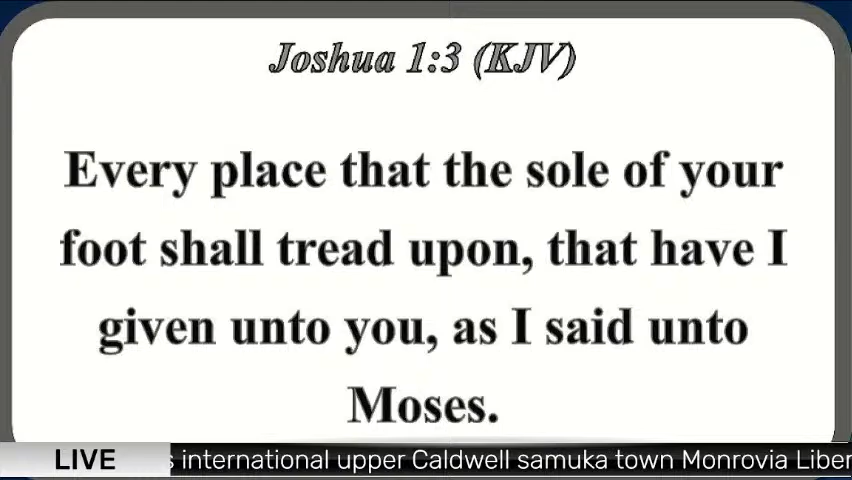 Joshua 1:3 (KJV)
Every place that the sole of your
foot shall tread upon, that have I
given unto you, as I said unto
Moses.
LIVE
international upper Caldwell samuka town Monrovia